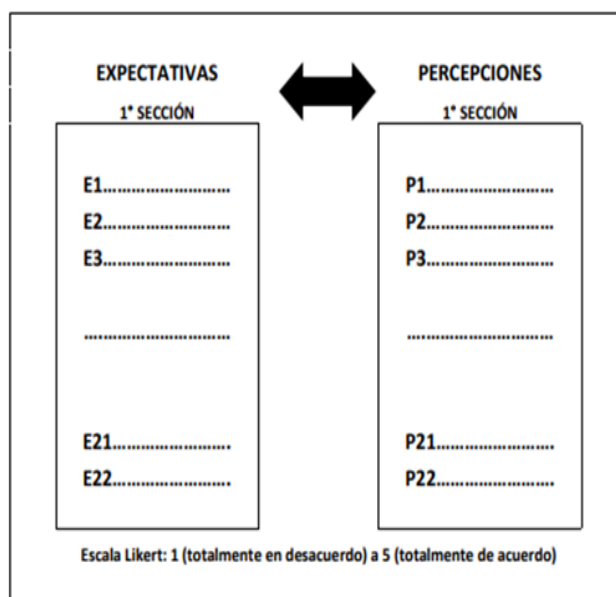 EXPECTATIVAS
1° SECCIÓN
E1...........................
E2...........................
E3...........................
...............................
E21.........................
E22.........................
PERCEPCIONES
1° SECCIÓN
P1...........................
P2...........................
P3...........................
...............................
P21.........................
P22.........................
Escala Likert: 1 (totalmente en desacuerdo) a 5 (totalmente de acuerdo)